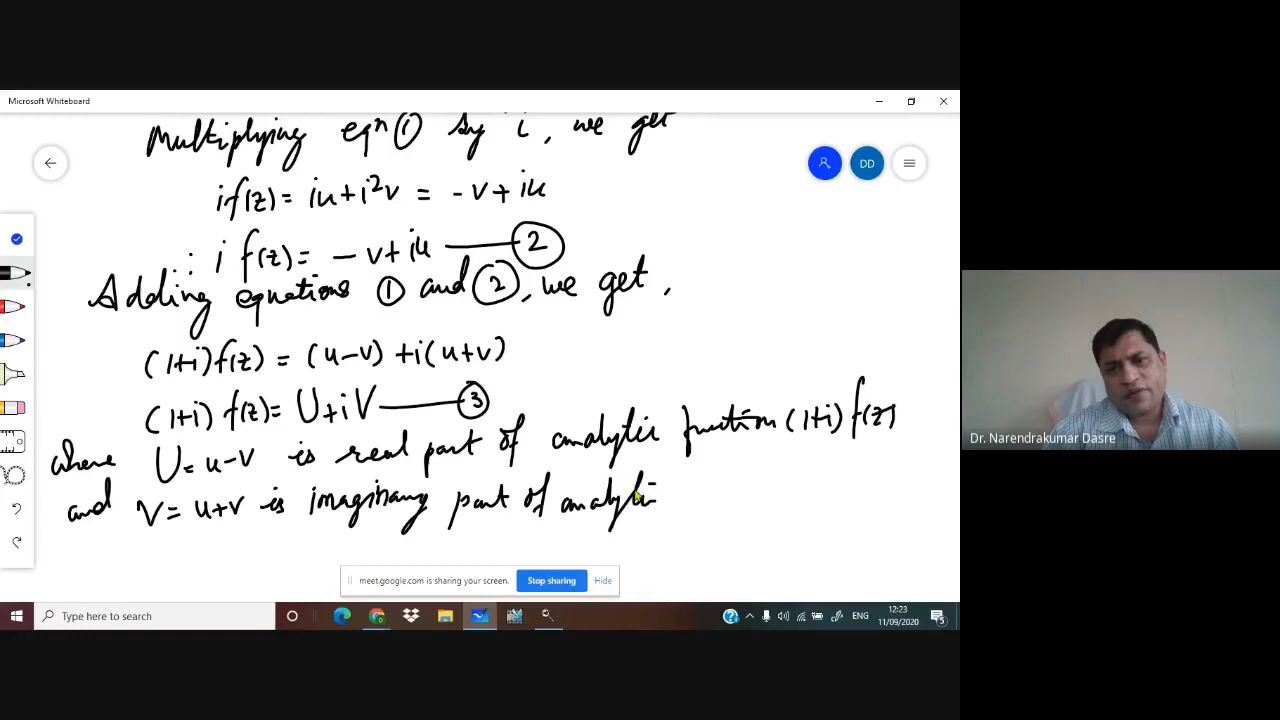 Microsoft Whiteboard
Multiplying eqn ① by i, we get
if(z) = iu + i²v = - v + iu
∴ i f(z) = - v + iu ②
DD
Adding equations ① and ②, we get,
(1+i)f(z) = (u-v) + i(u+v)
(1+i) f(z) = U + iV ③
where U = u-v is real part of analytic function (1+i) f(z)
and V = u+v is imaginary part of analytic
Dr. Narendrakumar Dasre
meet.google.com is sharing your screen. Stop sharing Hide
Type here to search
ENG
12:23
11/09/2020
5